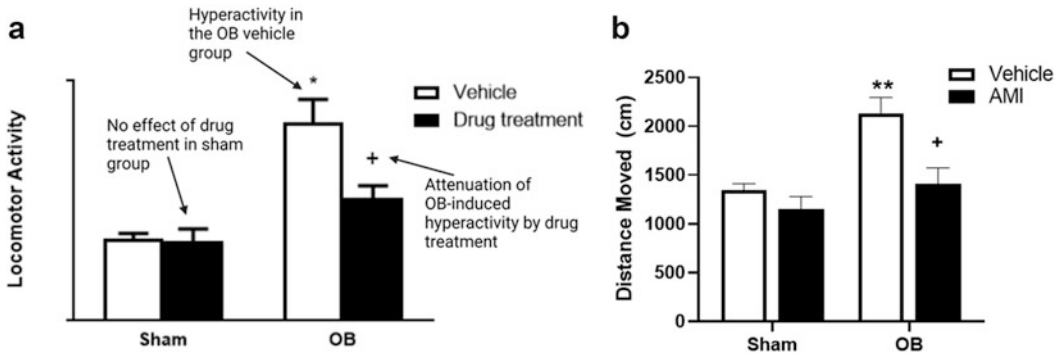 a
Hyperactivity in
the OB vehicle
group
*
Vehicle
Drug treatment
No effect of drug
treatment in sham
group
+
Attenuation of
OB-induced
hyperactivity by drug
treatment
Locomotor Activity
Sham OB
b
Vehicle
AMI
**
+
Distance Moved (cm)
2500
2000
1500
1000
500
0
Sham OB